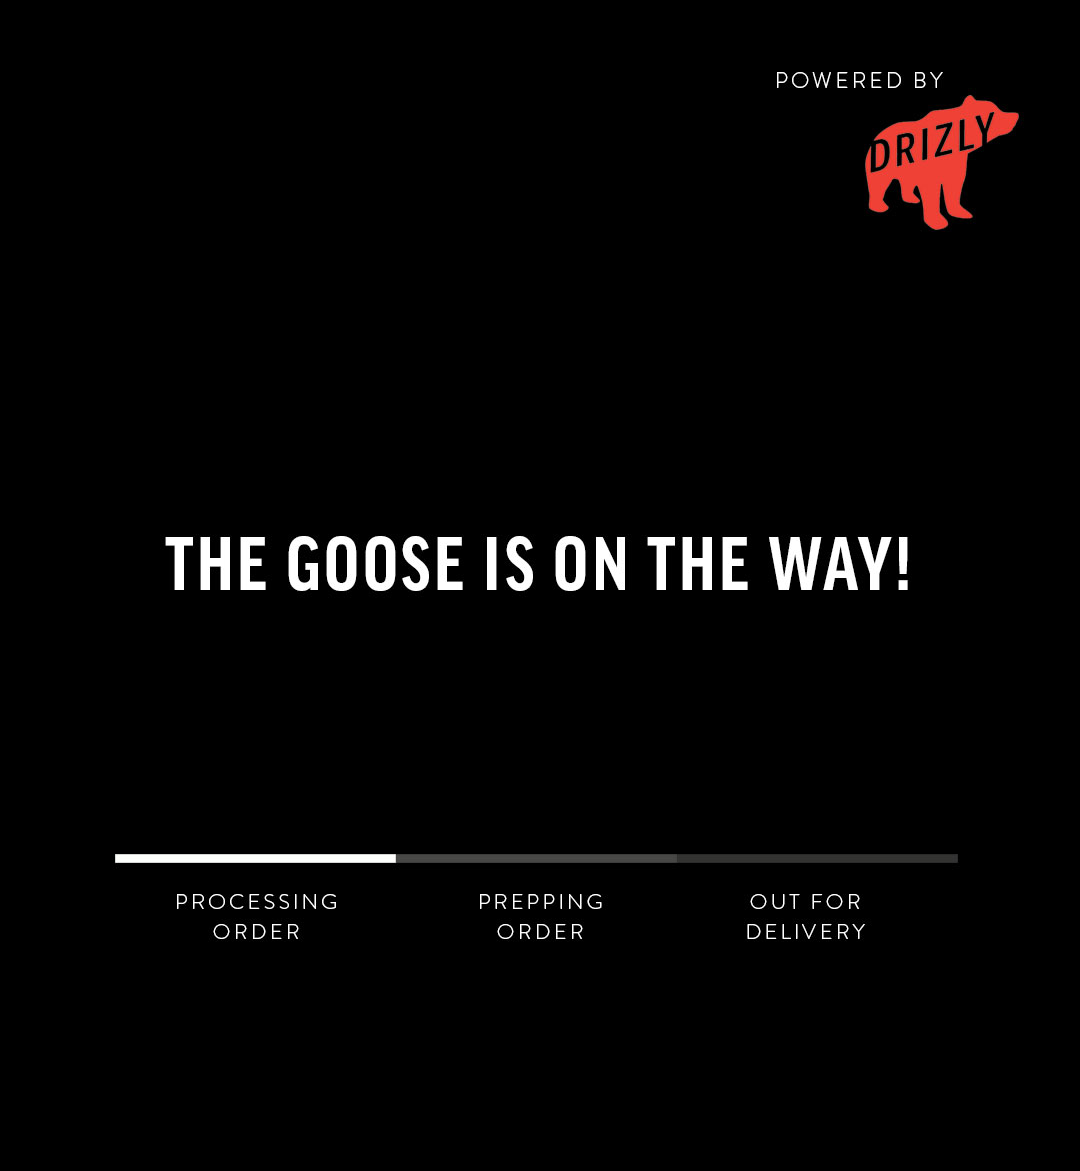 POWERED BY
DRIZLY
THE GOOSE IS ON THE WAY!
PROCESSING
ORDER
PREPPING
ORDER
OUT FOR
DELIVERY